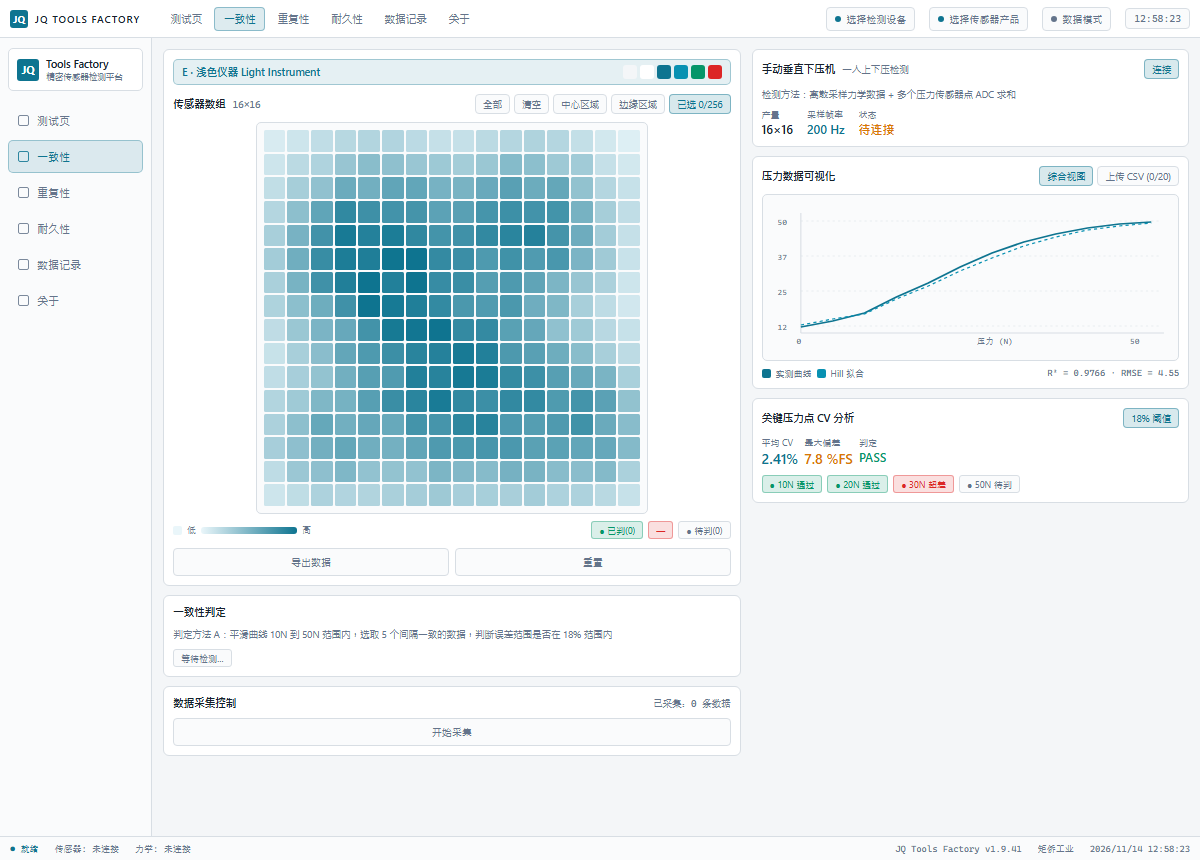 JQ JQ TOOLS FACTORY 测试页 一致性 重复性 耐久性 数据记录 关于 选择检测设备 选择传感器产品 数据模式 12:58:23
JQ Tools Factory
精密传感器检测平台
测试页
一致性
重复性
耐久性
数据记录
关于
E · 浅色仪器 Light Instrument
传感器数组 16×16 全部 清空 中心区域 边缘区域 已选 0/256
低 高 已判(0) — 待判(0)
导出数据 重置
一致性判定
判定方法 A：平滑曲线 10N 到 50N 范围内，选取 5 个间隔一致的数据，判断误差范围是否在 18% 范围内
等待检测...
数据采集控制 已采集: 0 条数据
开始采集
手动垂直下压机 一人上下压检测 连接
检测方法：离散采样力学数据 + 多个压力传感器点 ADC 求和
产量 采样帧率 状态
16×16 200 Hz 待连接
压力数据可视化 综合视图 上传 CSV (0/20)
50
37
25
12
0 压力 (N) 50
实测曲线 Hill 拟合 R² = 0.9766 · RMSE = 4.55
关键压力点 CV 分析 18% 阈值
平均 CV 最大偏差 判定
2.41% 7.8 %FS PASS
10N 通过 20N 通过 30N 超差 50N 待判
就绪 传感器: 未连接 力学: 未连接 JQ Tools Factory v1.9.41 矩侨工业 2026/11/14 12:58:23